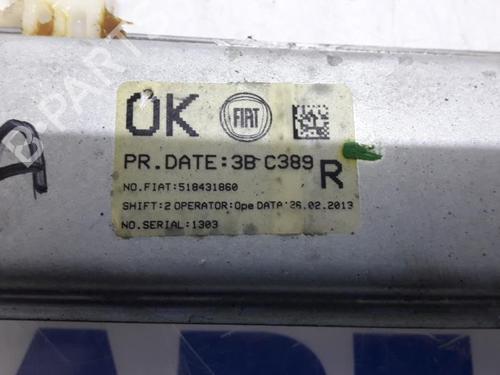 OK FIAT
PR.DATE:3B C389 R
NO.FIAT:518431860
SHIFT:2 OPERATOR:Ope DATA:26.02.2013
NO.SERIAL:1303
B PARTS